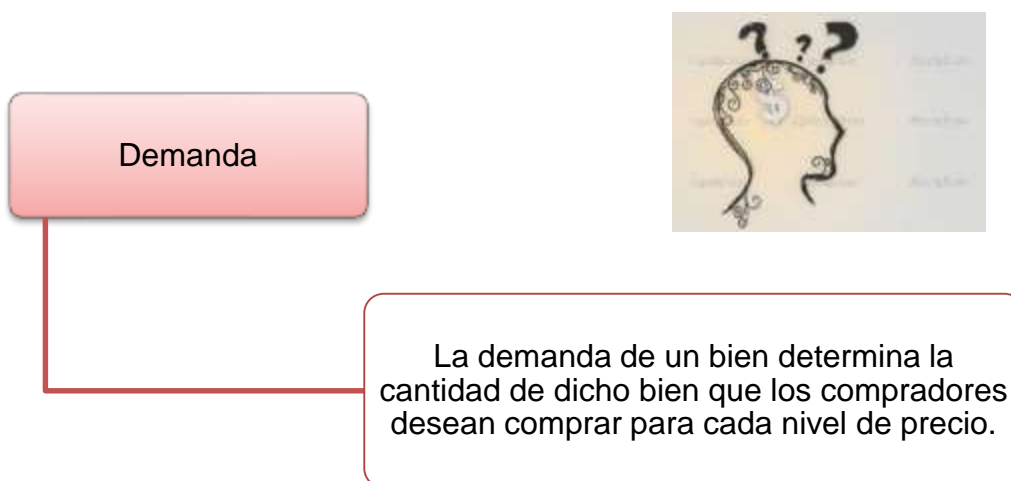 Demanda
La demanda de un bien determina la
cantidad de dicho bien que los compradores
desean comprar para cada nivel de precio.